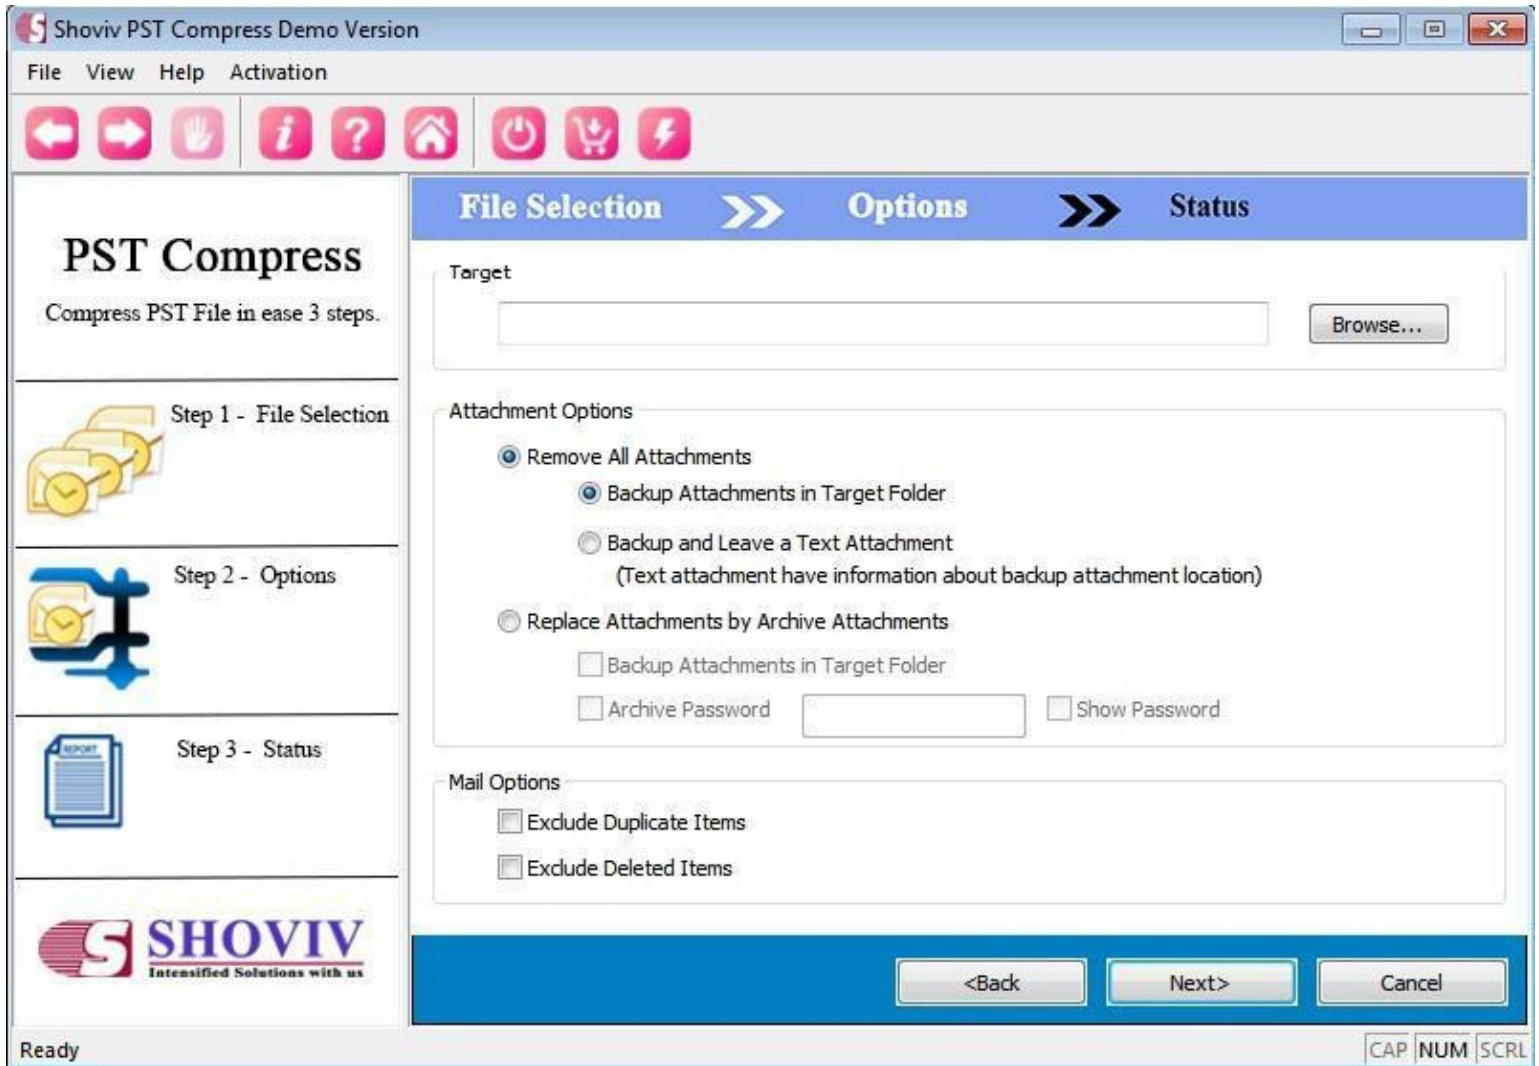 Shoviv PST Compress Demo Version
File View Help Activation
PST Compress
Compress PST File in ease 3 steps.
Step 1 - File Selection
REPORT
Step 2 - Options
Step 3 - Status
S SHOVIV
Intensified Solutions with us
File Selection >> Options >> Status
Target
Browse...
Attachment Options
Remove All Attachments
Backup Attachments in Target Folder
Backup and Leave a Text Attachment
(Text attachment have information about backup attachment location)
Replace Attachments by Archive Attachments
Backup Attachments in Target Folder
Archive Password Show Password
Mail Options
Exclude Duplicate Items
Exclude Deleted Items
<Back Next> Cancel
Ready CAP NUM SCRL